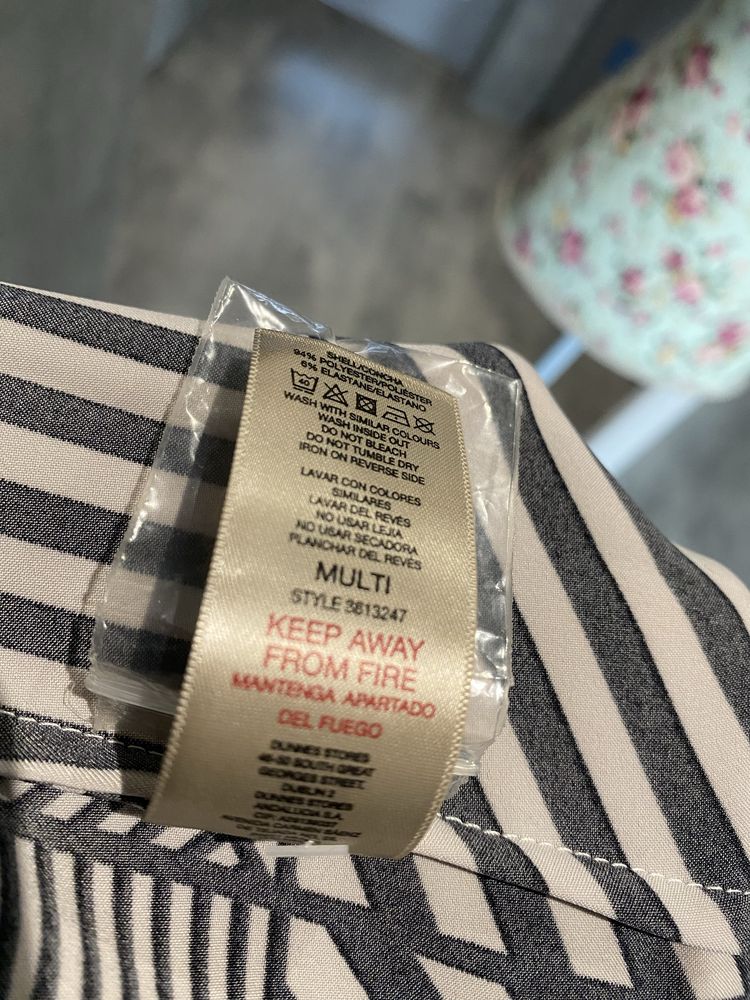 SHELL/CONCHA
94% POLYESTER/POLIÉSTER
6% ELASTANE/ELASTANO
40
WASH WITH SIMILAR COLOURS
WASH INSIDE OUT
DO NOT BLEACH
DO NOT TUMBLE DRY
IRON ON REVERSE SIDE
LAVAR CON COLORES
SIMILARES
LAVAR DEL REVÉS
NO USAR LEJIA
NO USAR SECADORA
PLANCHAR DEL REVÉS
MULTI
STYLE 3813247
KEEP AWAY
FROM FIRE
MANTENGA APARTADO
DEL FUEGO
DUNNES STORES
46-50 SOUTH GREAT
GEORGES STREET,
DUBLIN 2
DUNNES STORES
ANDALUCIA S.A.